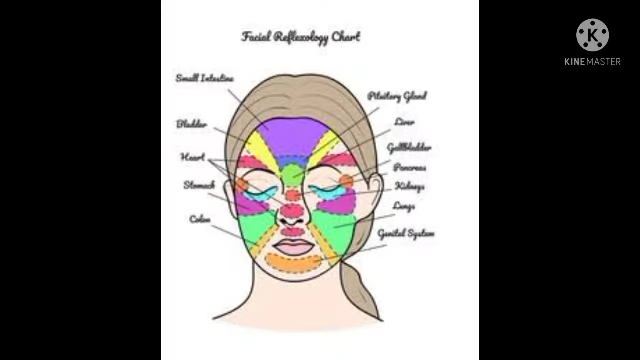 Facial Reflexology Chart
Small Intestine
Bladder
Heart
Stomach
Colon
Pituitary Gland
Liver
Gallbladder
Pancreas
Kidneys
Lungs
Genital System
K
KINEMASTER